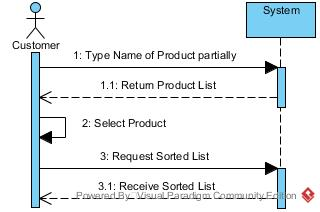 System
Customer
1: Type Name of Product partially
1.1: Return Product List
2: Select Product
3: Request Sorted List
3.1: Receive Sorted List
Powered By Visual Paradigm Community Edition